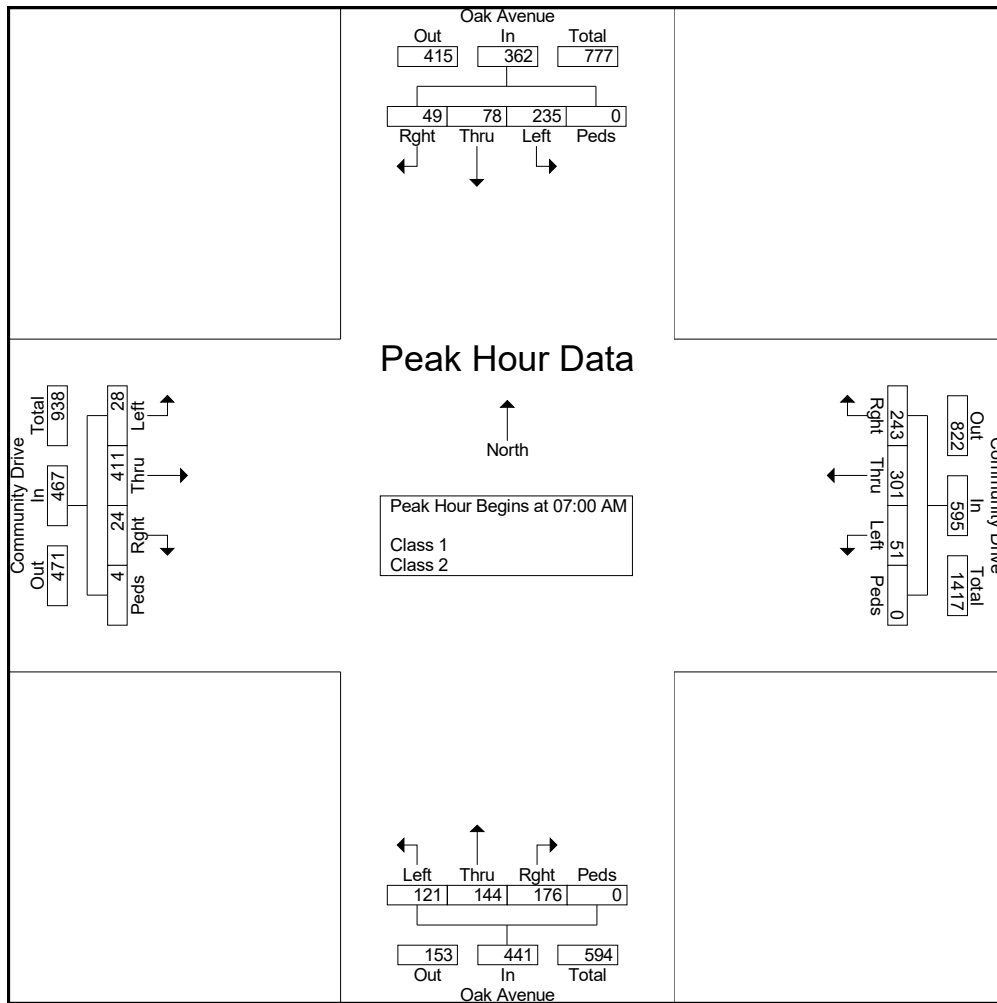 Oak Avenue
Out In Total
415 362 777
49 78 235 0
Rght Thru Left Peds
Peak Hour Data
North
Peak Hour Begins at 07:00 AM
Class 1
Class 2
Community Drive
Out In Total
471 467 938
Left Thru Rght Peds
28 411 24 4
Community Drive
Out In Total
822 595 1417
243 301 51 0
Rght Thru Left Peds
Left Thru Rght Peds
121 144 176 0
153 441 594
Out In Total
Oak Avenue